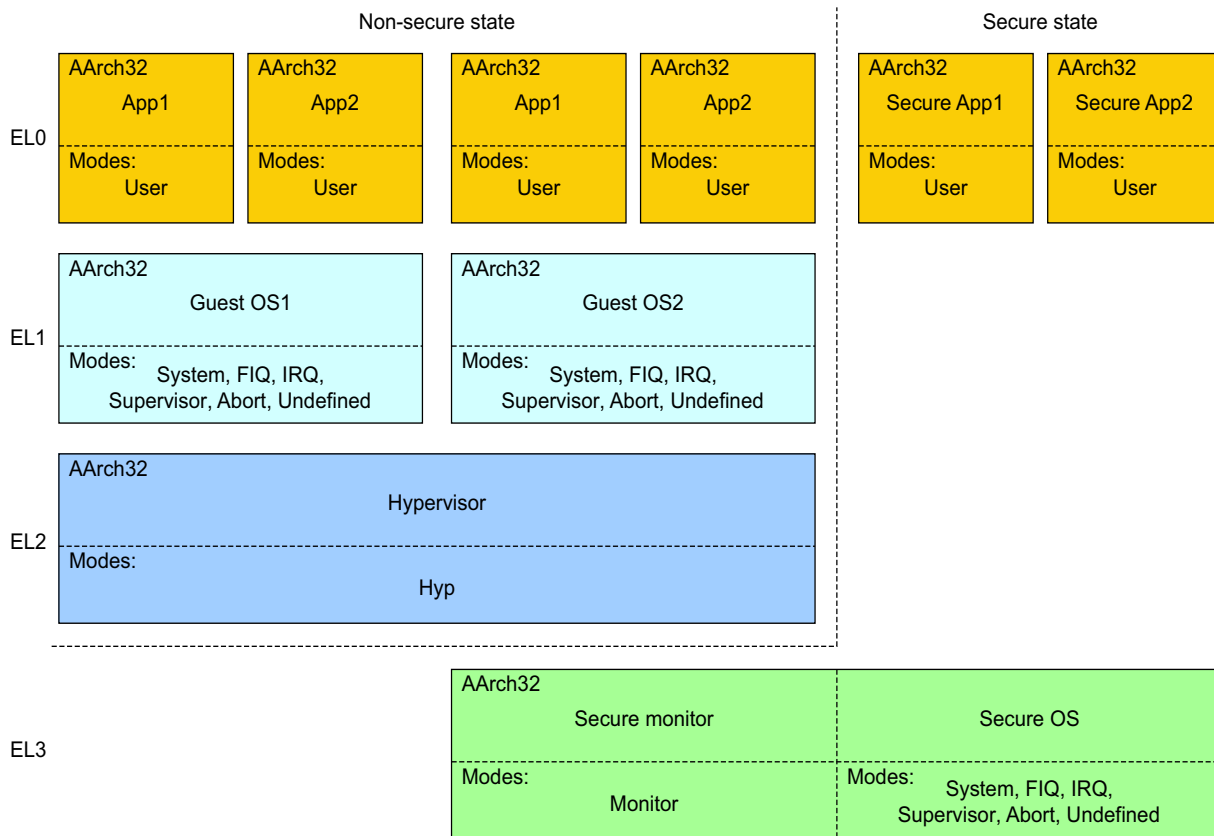 Non-secure state
Secure state
EL0
AArch32
App1
Modes:
User
AArch32
App2
Modes:
User
AArch32
App1
Modes:
User
AArch32
App2
Modes:
User
AArch32
Secure App1
Modes:
User
AArch32
Secure App2
Modes:
User
EL1
AArch32
Guest OS1
Modes:
System, FIQ, IRQ,
Supervisor, Abort, Undefined
AArch32
Guest OS2
Modes:
System, FIQ, IRQ,
Supervisor, Abort, Undefined
EL2
AArch32
Hypervisor
Modes:
Hyp
EL3
AArch32
Secure monitor
Modes:
Monitor
Secure OS
Modes:
System, FIQ, IRQ,
Supervisor, Abort, Undefined